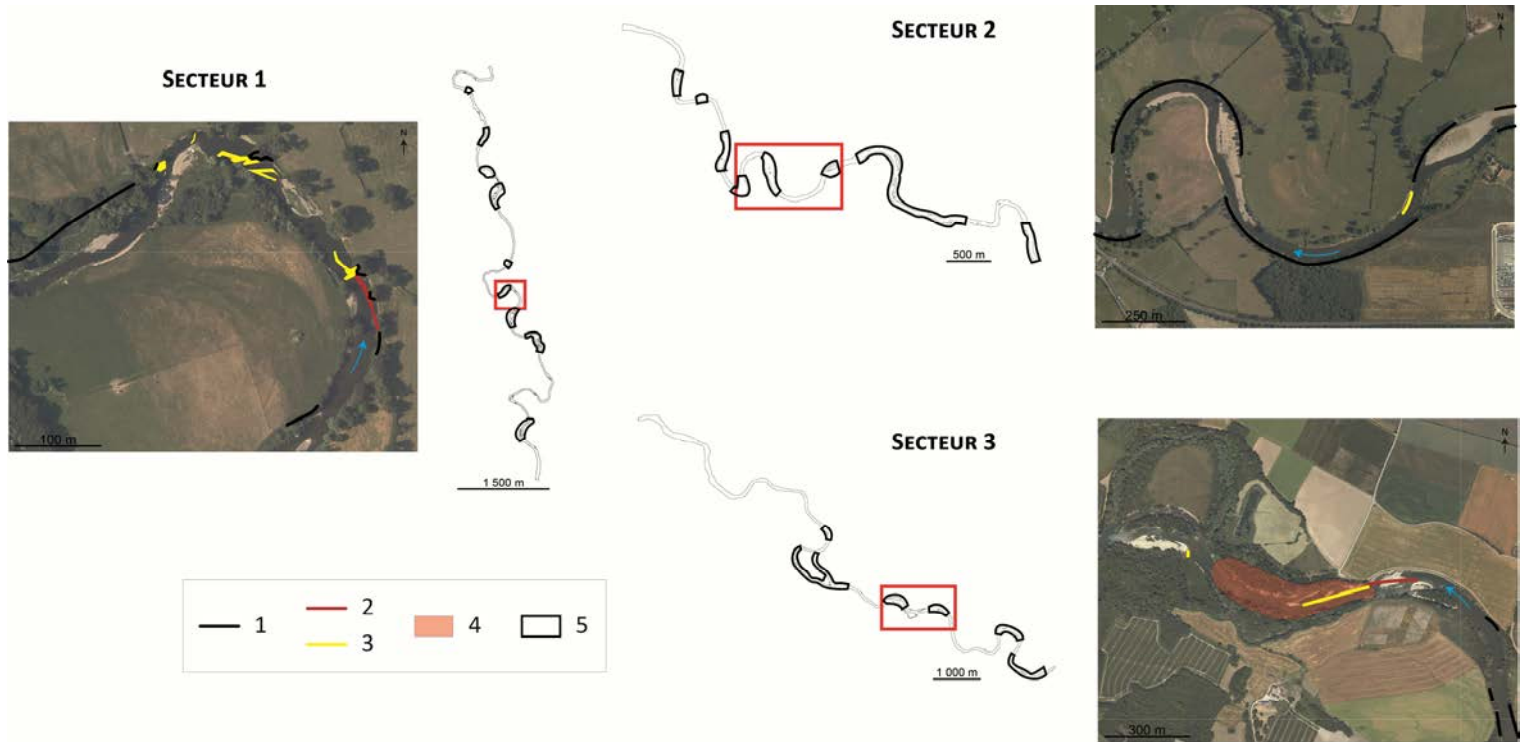 SECTEUR 1
N
100 m
1 500 m
SECTEUR 2
500 m
N
250 m
SECTEUR 3
1 000 m
N
300 m
1
2
3
4
5